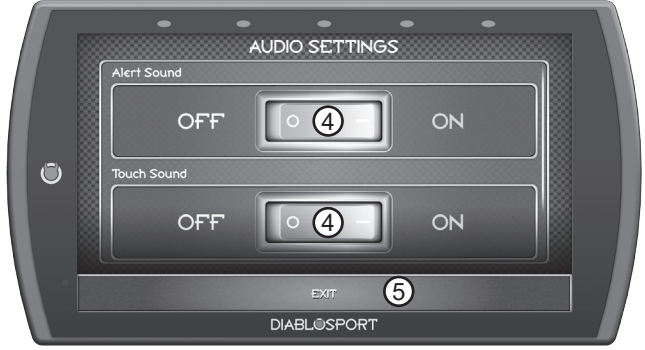 AUDIO SETTINGS
Alert Sound
OFF 4 ON
Touch Sound
OFF 4 ON
EXIT 5
DIABLOSPORT